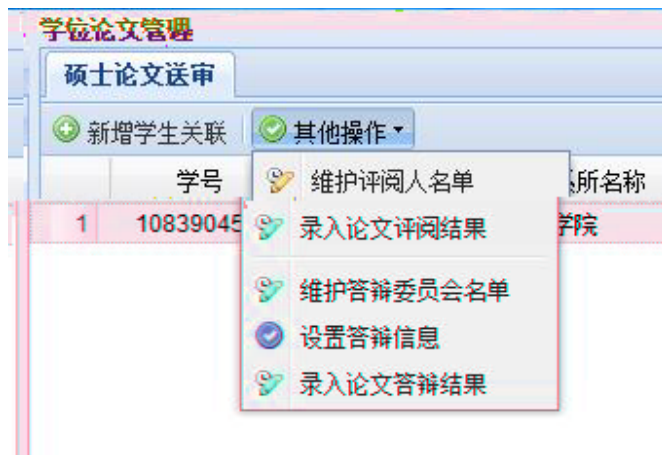 学位论文管理
硕士论文送审
新增学生关联 其他操作
学号 维护评阅人名单 所名称
1 10839045 录入论文评阅结果 学院
维护答辩委员会名单
设置答辩信息
录入论文答辩结果